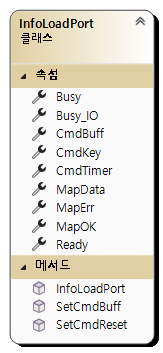 InfoLoadPort
클래스
속성
Busy
Busy_IO
CmdBuff
CmdKey
CmdTimer
MapData
MapErr
MapOK
Ready
메서드
InfoLoadPort
SetCmdBuff
SetCmdReset